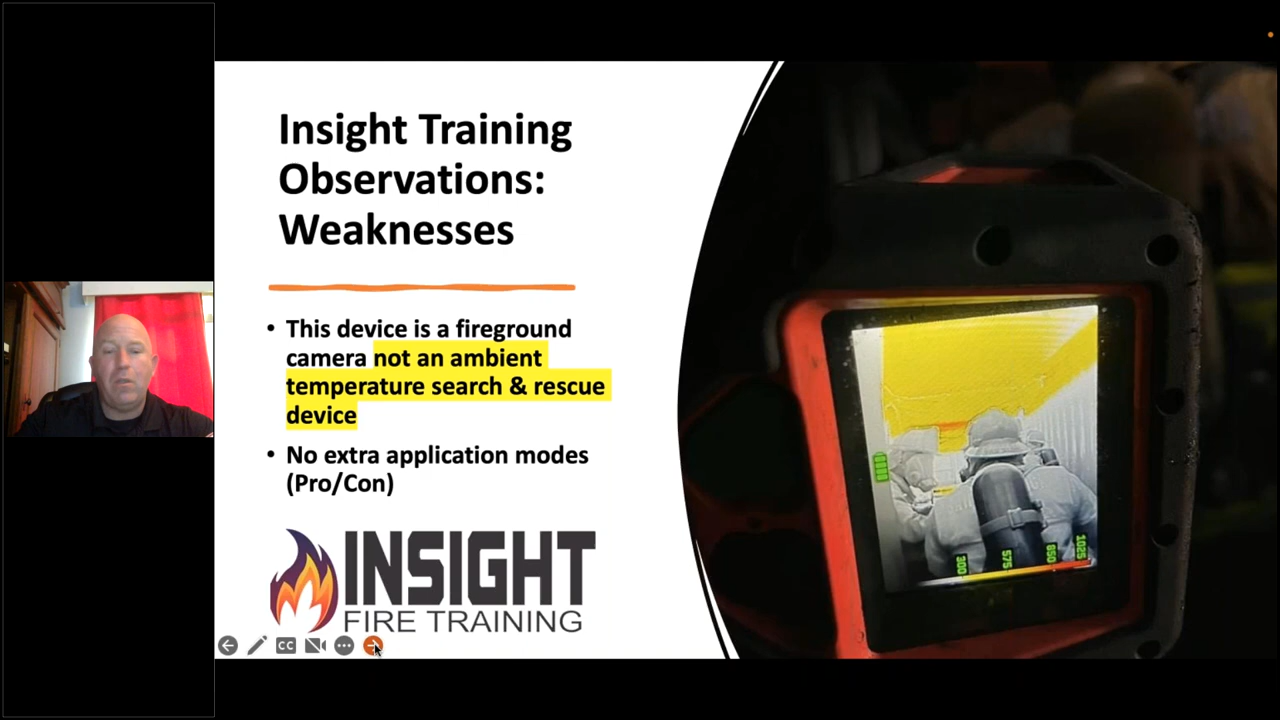 Insight Training
Observations:
Weaknesses
• This device is a fireground
camera not an ambient
temperature search & rescue
device
• No extra application modes
(Pro/Con)
INSIGHT
FIRE TRAINING
CC
300
575
850
1025